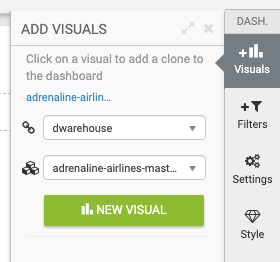 ADD VISUALS
DASH.
Click on a visual to add a clone to
the dashboard
adrenaline-airlin...
Visuals
dwarehouse
Filters
adrenaline-airlines-mast...
Settings
NEW VISUAL
Style